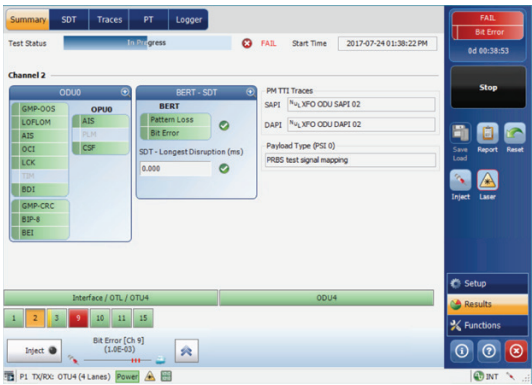 Summary SDT Traces PT Logger
Test Status In Progress FAIL Start Time 2017-07-24 01:38:22 PM
Channel 2
ODU0
GMP-OOS
LOFLOM
AIS
OCI
LCK
TIM
BDI
GMP-CRC
BIP-8
BEI
OPU0
AIS
PLM
CSF
BERT - SDT
BERT
Pattern Loss
Bit Error
SDT - Longest Disruption (ms)
0.000
PM TTI Traces
SAPI NUL XFO ODU SAPI 02
DAPI NUL XFO ODU DAPI 02
Payload Type (PSI 0)
PRBS test signal mapping
Interface / OTL / OTU4 ODU4
1 2 3 9 10 11 15
Inject
Bit Error [Ch 9]
(1.0E-03)
P1 TX/RX: OTU4 (4 Lanes) Power
FAIL
Bit Error
0d 00:38:53
Stop
Save
Load
Report Reset
Inject Laser
Setup
Results
Functions
INT